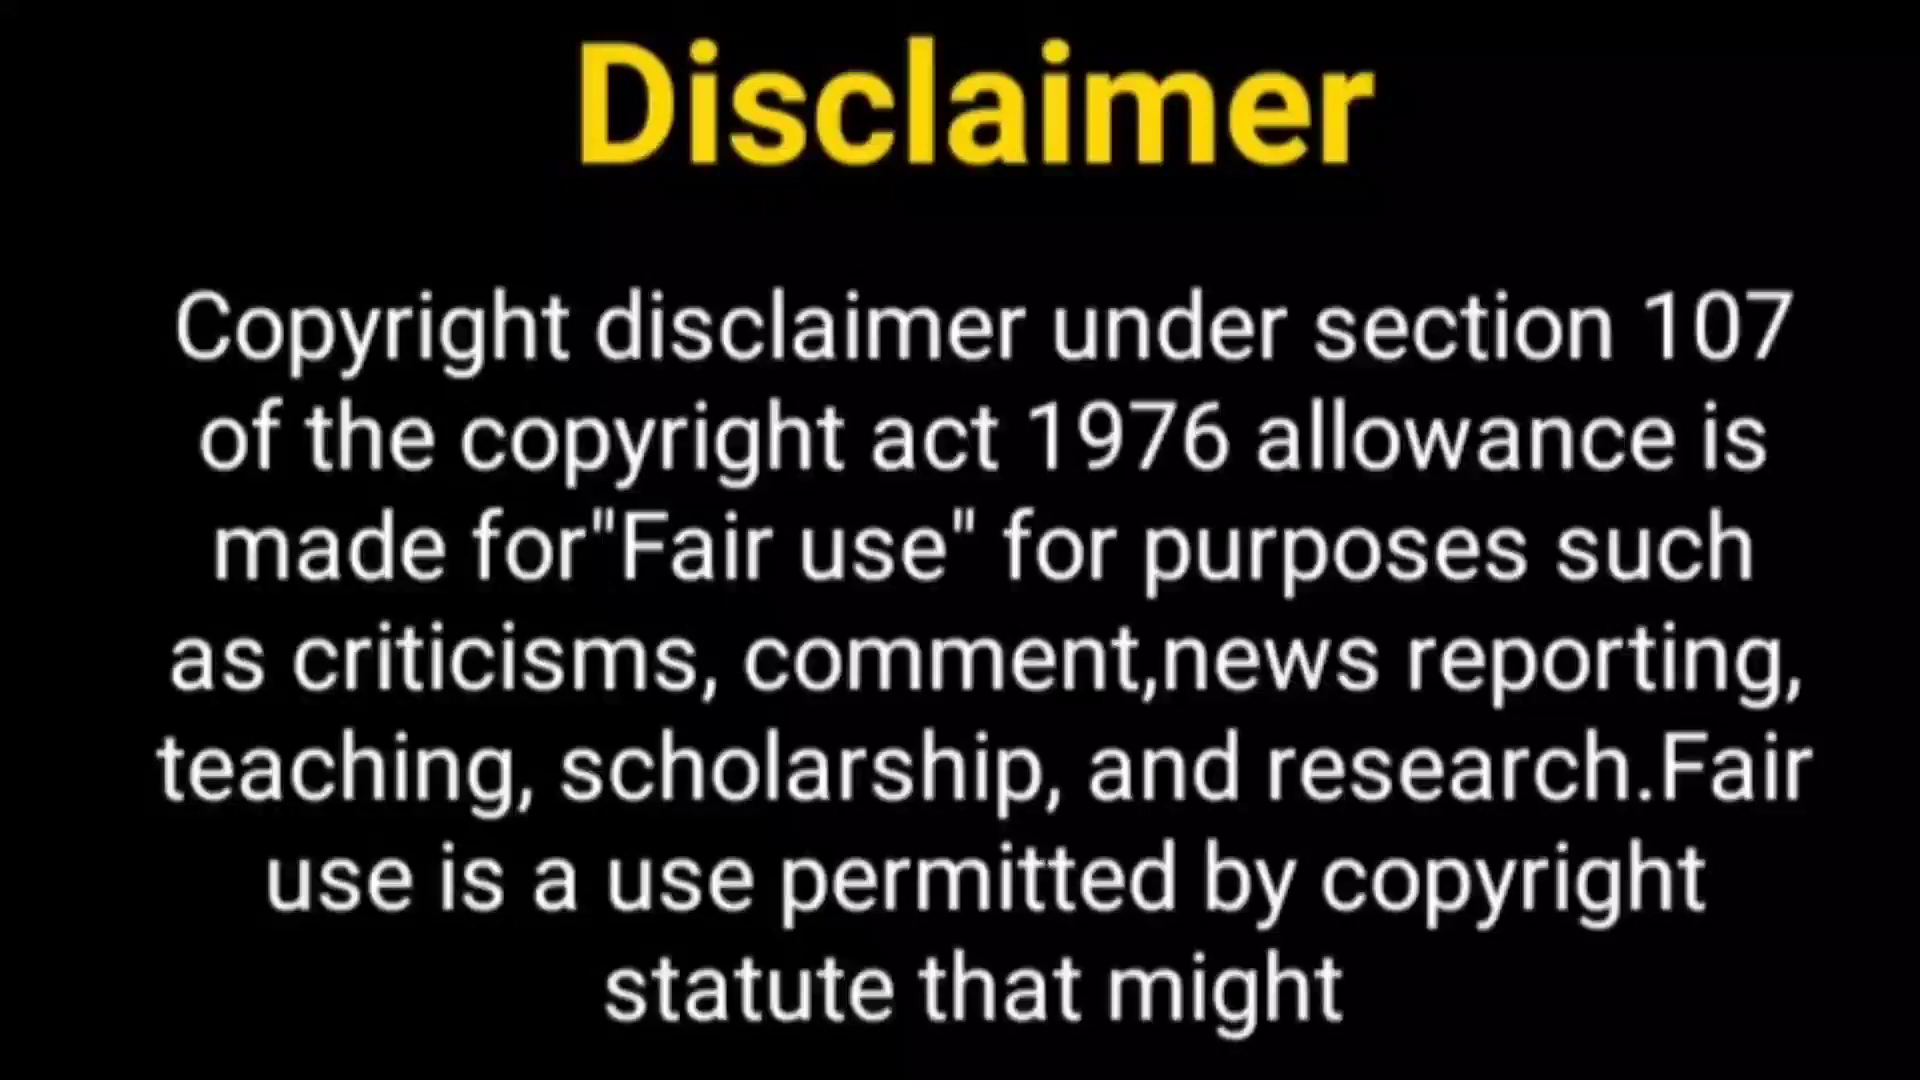 Disclaimer
Copyright disclaimer under section 107
of the copyright act 1976 allowance is
made for"Fair use" for purposes such
as criticisms, comment,news reporting,
teaching, scholarship, and research.Fair
use is a use permitted by copyright
statute that might